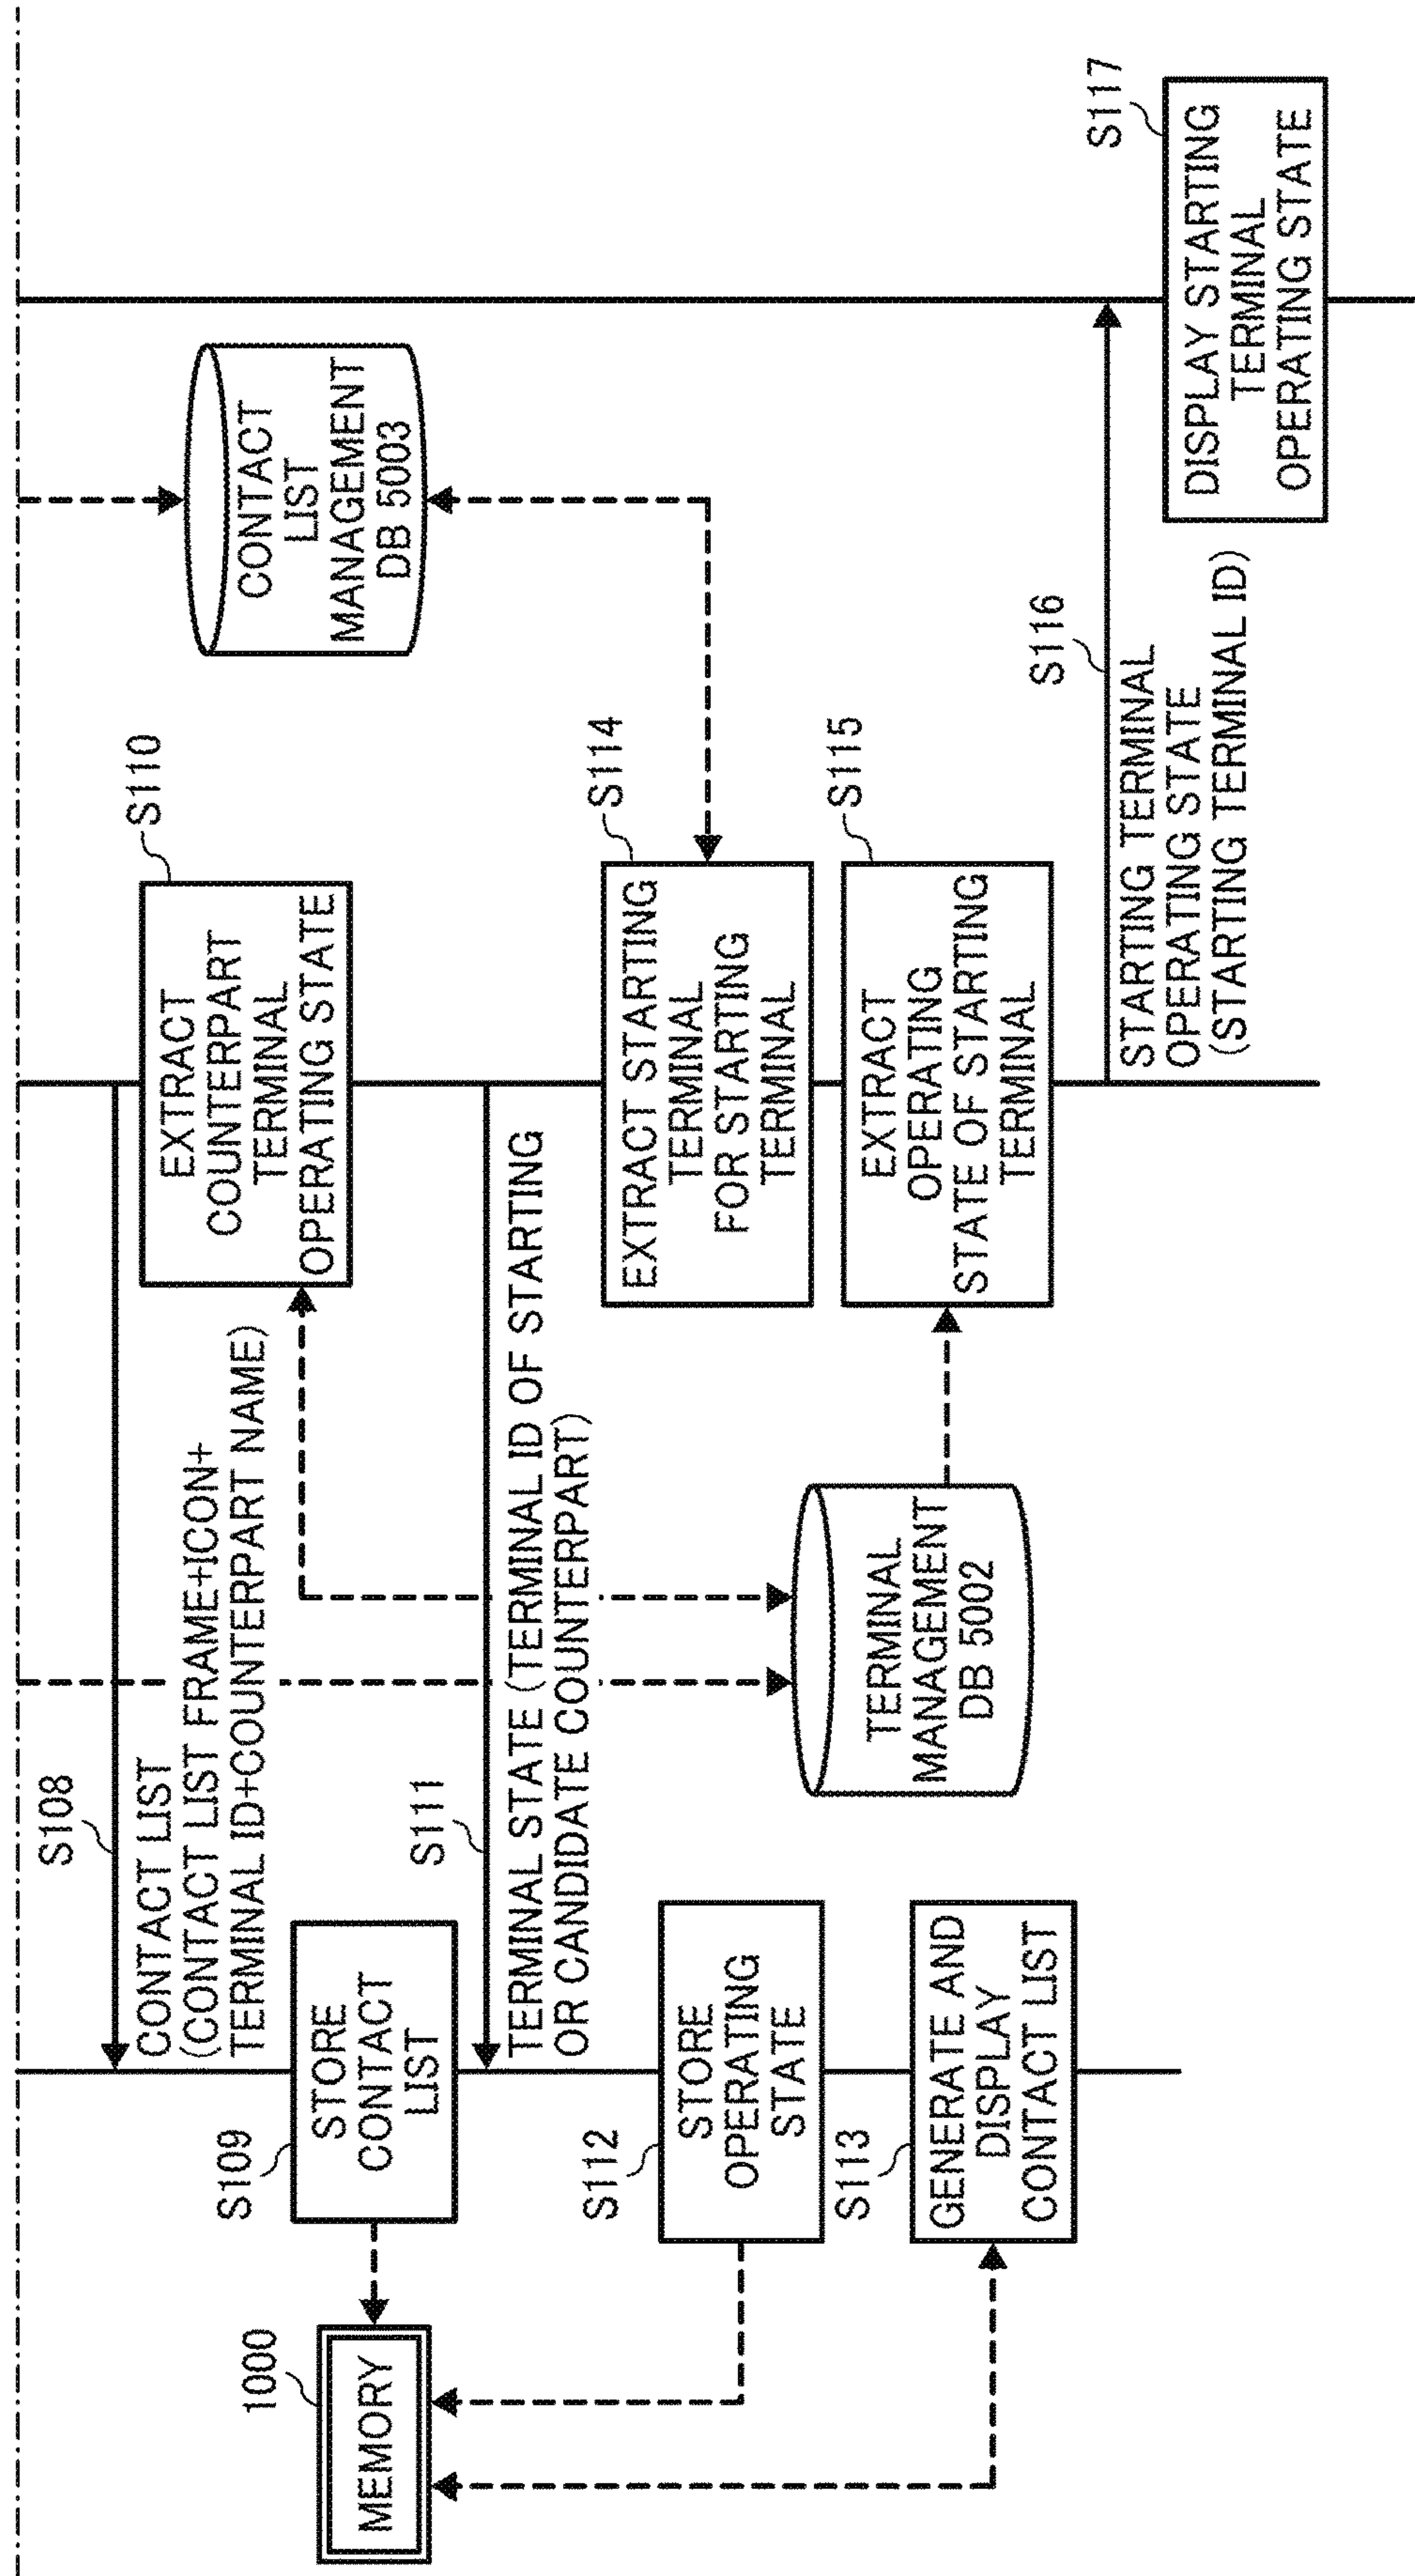 S108
CONTACT LIST
(CONTACT LIST FRAME+ICON+
TERMINAL ID+COUNTERPART NAME)
S109
STORE
CONTACT
LIST
1000
MEMORY
S110
EXTRACT
COUNTERPART
TERMINAL
OPERATING STATE
CONTACT
LIST
MANAGEMENT
DB 5003
S111
TERMINAL STATE (TERMINAL ID OF STARTING
OR CANDIDATE COUNTERPART)
S112
STORE
OPERATING
STATE
S113
GENERATE AND
DISPLAY
CONTACT LIST
S114
EXTRACT STARTING
TERMINAL
FOR STARTING
TERMINAL
TERMINAL
MANAGEMENT
DB 5002
S115
EXTRACT
OPERATING
STATE OF STARTING
TERMINAL
S116
STARTING TERMINAL
OPERATING STATE
(STARTING TERMINAL ID)
S117
DISPLAY STARTING
TERMINAL
OPERATING STATE